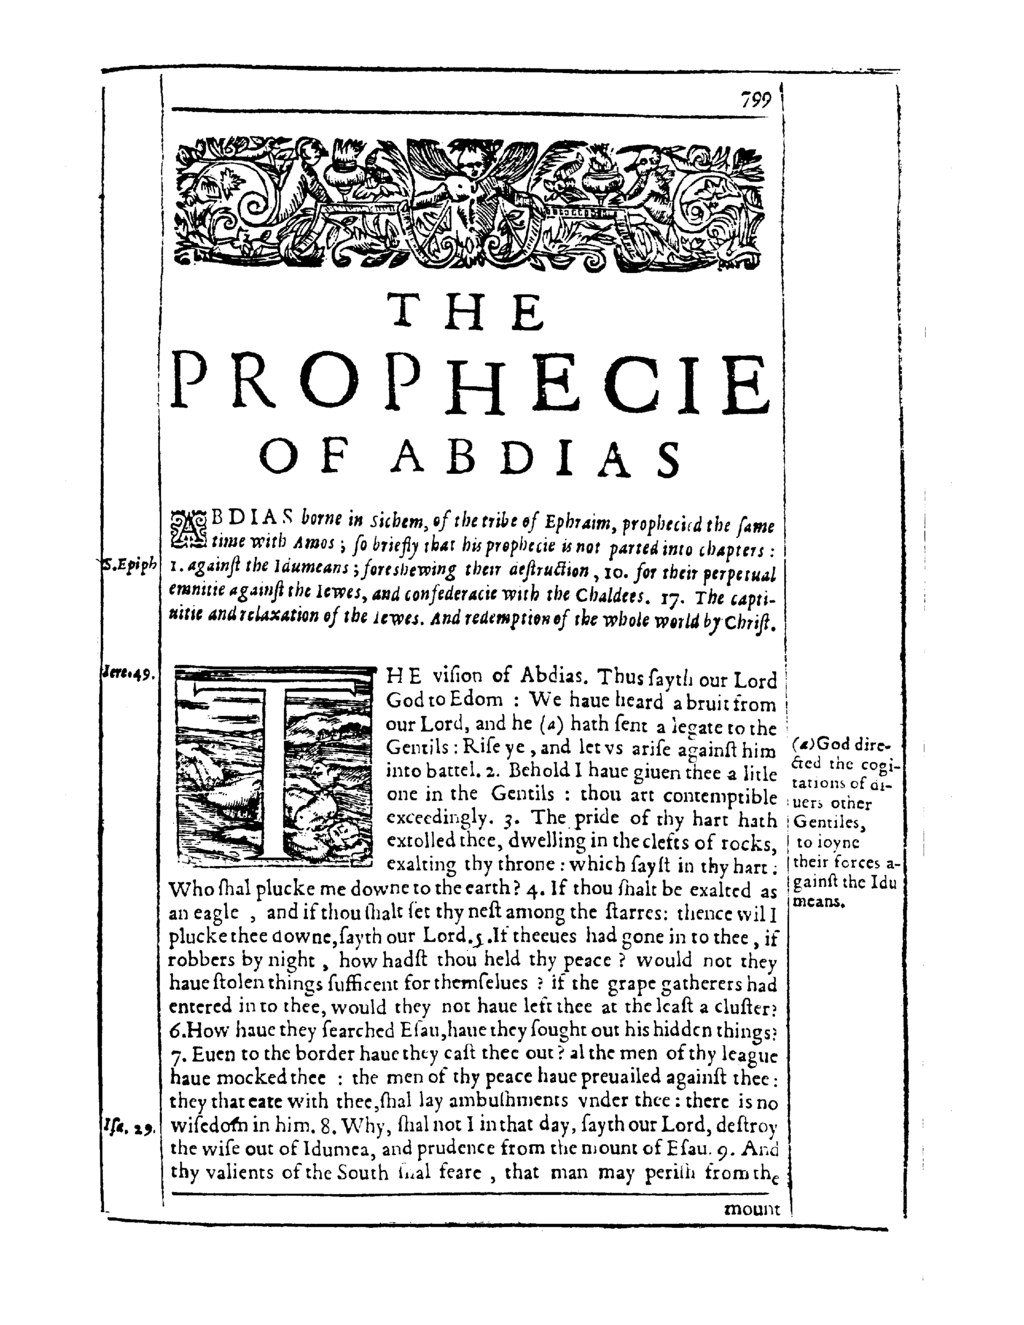 799
THE
PROPHECIE
OF ABDIAS
ABDIAS borne in Sichem, of the tribe of Ephraim, prophecied the ſame
time with Amos ; ſo briefly that his prophecie is not parted into chapters :
S.Epiph
1. againſt the Idumeans ; foreshewing their deſtruction, 10. for their perpetual
emnitie againſt the Iewes, and confederacie with the Chaldees. 17. The capti-
uitie and relaxation of the Iewes. And redemption of the whole world by Chriſt.
Iere. 49.
THE viſion of Abdias. Thus ſayth our Lord
God to Edom : We haue heard a bruit from
our Lord, and he (a) hath ſent a legate to the
Gentils : Riſe ye, and let vs ariſe againſt him
into battel. 2. Behold I haue giuen thee a litle
one in the Gentils : thou art contemptible
exceedingly. 3. The pride of thy hart hath
extolled thee, dwelling in the clefts of rocks,
exalting thy throne : which ſayſt in thy hart :
Who ſhal plucke me downe to the earth? 4. If thou ſhalt be exalted as
an eagle , and if thou ſhalt ſet thy neſt among the ſtarres: thence wil I
plucke thee downe, ſayth our Lord. 5. If theeues had gone in to thee , if
robbers by night , how hadſt thou held thy peace ? would not they
haue ſtolen things ſufficent for themſelues ? if the grape gatherers had
entered in to thee, would they not haue left thee at the leaſt a cluſter?
6. How haue they ſearched Eſau, haue they ſought out his hidden things?
7. Euen to the border haue they caſt thee out ? al the men of thy league
haue mocked thee : the men of thy peace haue preuailed againſt thee :
they that eate with thee, ſhal lay ambuſhments vnder thee : there is no
Iſa. 29.
wiſedom in him. 8. Why, ſhal not I in that day, ſayth our Lord, deſtroy
the wiſe out of Idumea, and prudence from the mount of Eſau. 9. And
thy valients of the South ſhal feare , that man may periſh from the
mount
(a) God dire-
cted the cogi-
tations of di-
uers other
Gentiles,
to ioyne
their forces a-
gainſt the Idu
means.